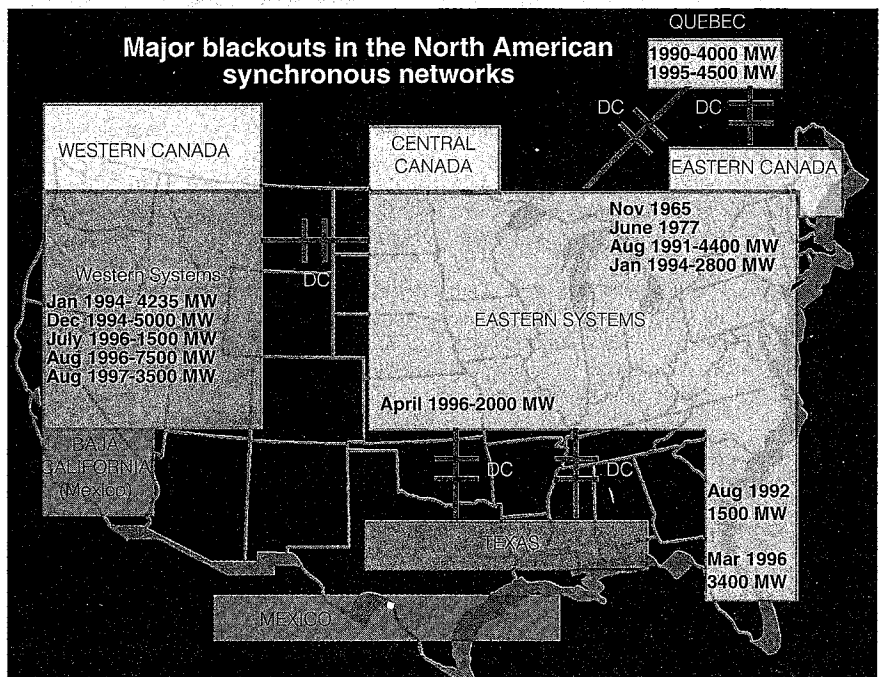 QUEBEC
Major blackouts in the North American
synchronous networks
1990-4000 MW
1995-4500 MW
DC
DC
WESTERN CANADA
CENTRAL
CANADA
EASTERN CANADA
Nov 1965
June 1977
Aug 1991-4400 MW
Jan 1994-2800 MW
DC
Western Systems
Jan 1994- 4235 MW
Dec 1994-5000 MW
July 1996-1500 MW
Aug 1996-7500 MW
Aug 1997-3500 MW
EASTERN SYSTEMS
April 1996-2000 MW
BAJA
CALIFORNIA
(Mexico)
DC
DC
Aug 1992
1500 MW
TEXAS
Mar 1996
3400 MW
MEXICO